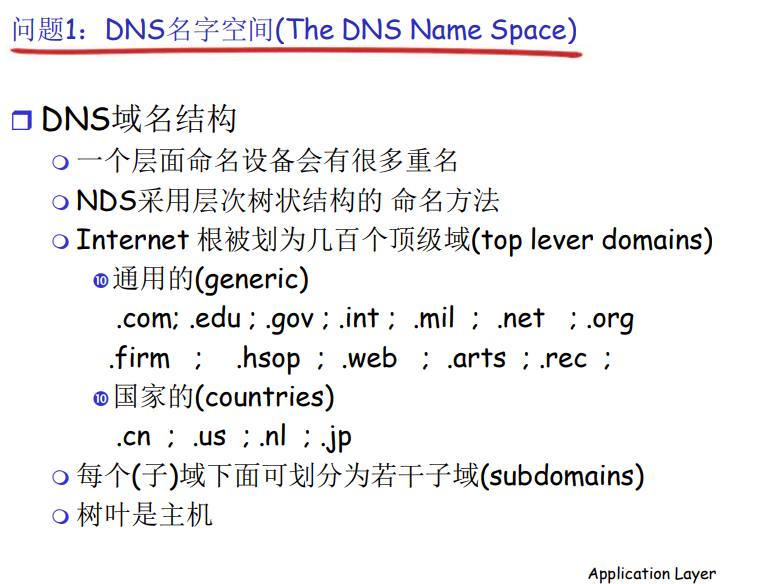 问题1：DNS名字空间(The DNS Name Space)
DNS域名结构
一个层面命名设备会有很多重名
NDS采用层次树状结构的 命名方法
Internet 根被划为几百个顶级域(top lever domains)
通用的(generic)
.com; .edu ; .gov ; .int ; .mil ; .net ; .org
.firm ; .hsop ; .web ; .arts ; .rec ;
国家的(countries)
.cn ; .us ; .nl ; .jp
每个(子)域下面可划分为若干子域(subdomains)
树叶是主机
Application Layer